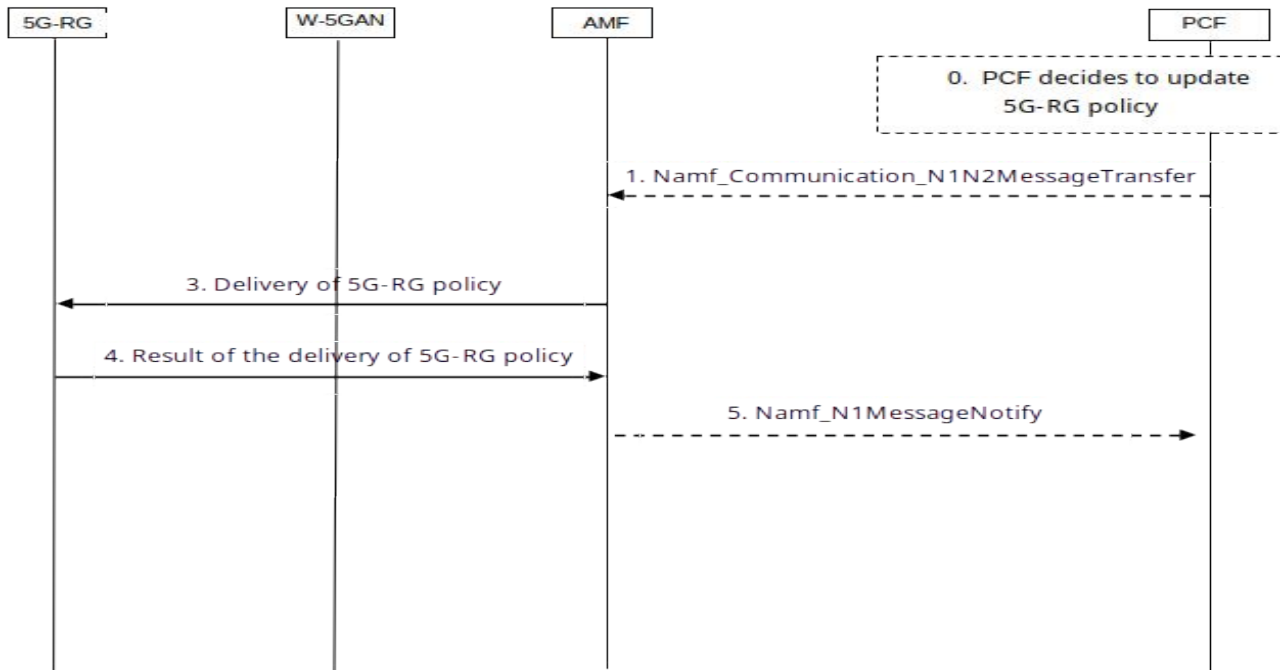 5G-RG
W-5GAN
AMF
PCF
0. PCF decides to update
5G-RG policy
1. Namf_Communication_N1N2MessageTransfer
3. Delivery of 5G-RG policy
4. Result of the delivery of 5G-RG policy
5. Namf_N1MessageNotify